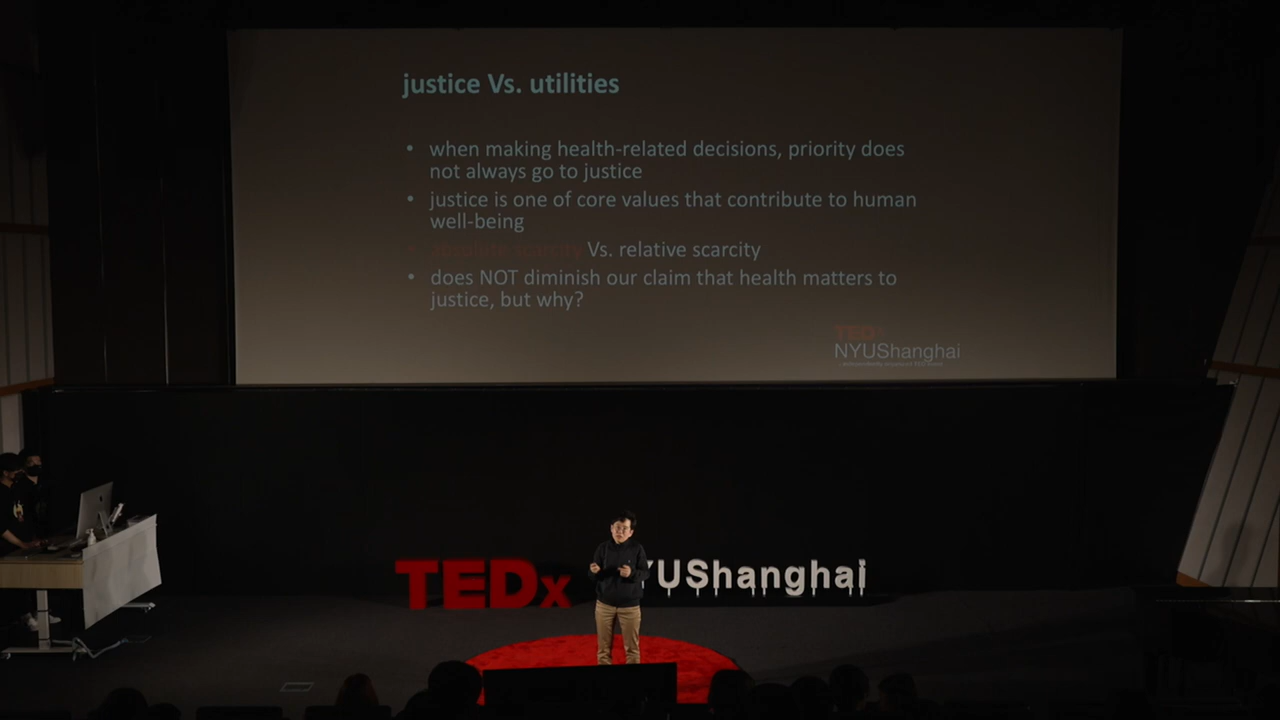 justice Vs. utilities
• when making health-related decisions, priority does
not always go to justice
• justice is one of core values that contribute to human
well-being
• absolute scarcity Vs. relative scarcity
• does NOT diminish our claim that health matters to
justice, but why?
TEDx
NYUShanghai
TEDx YUShanghai